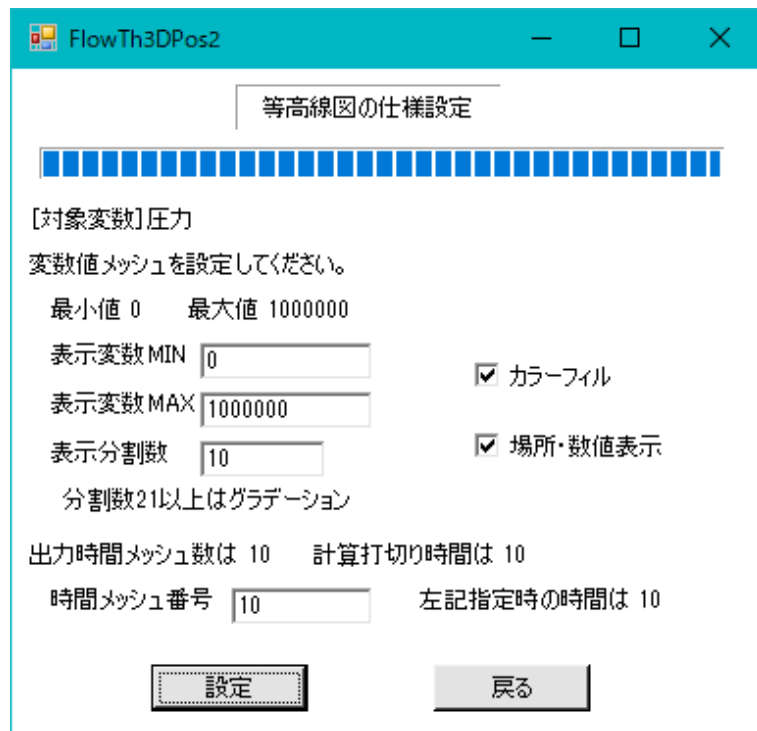 FlowTh3DPos2
等高線図の仕様設定
[対象変数]圧力
変数値メッシュを設定してください。
最小値 0 最大値 1000000
表示変数MIN 0
カラーフィル
表示変数MAX 1000000
表示分割数 10
場所・数値表示
分割数21以上はグラデーション
出力時間メッシュ数は 10 計算打切り時間は 10
時間メッシュ番号 10 左記指定時の時間は 10
設定 戻る